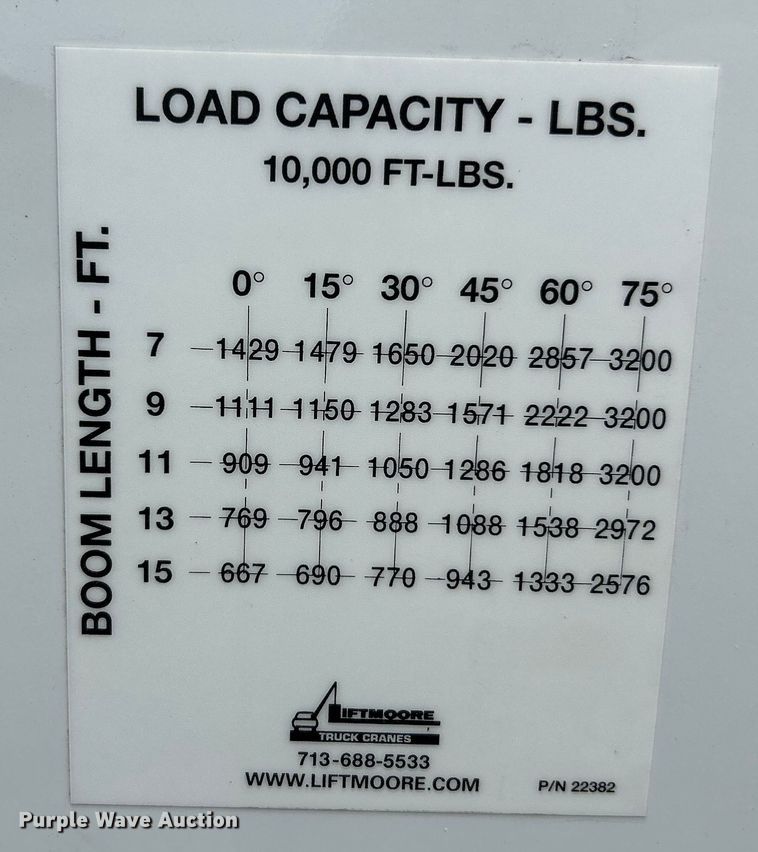 LOAD CAPACITY - LBS.
10,000 FT-LBS.
BOOM LENGTH - FT.
0° 15° 30° 45° 60° 75°
7 1429 1479 1650 2020 2857 3200
9 1111 1150 1283 1571 2222 3200
11 909 941 1050 1286 1818 3200
13 769 796 888 1088 1538 2972
15 667 690 770 943 1333 2576
LIFTMOORE
TRUCK CRANES
713-688-5533
WWW.LIFTMOORE.COM
P/N 22382
Purple Wave Auction